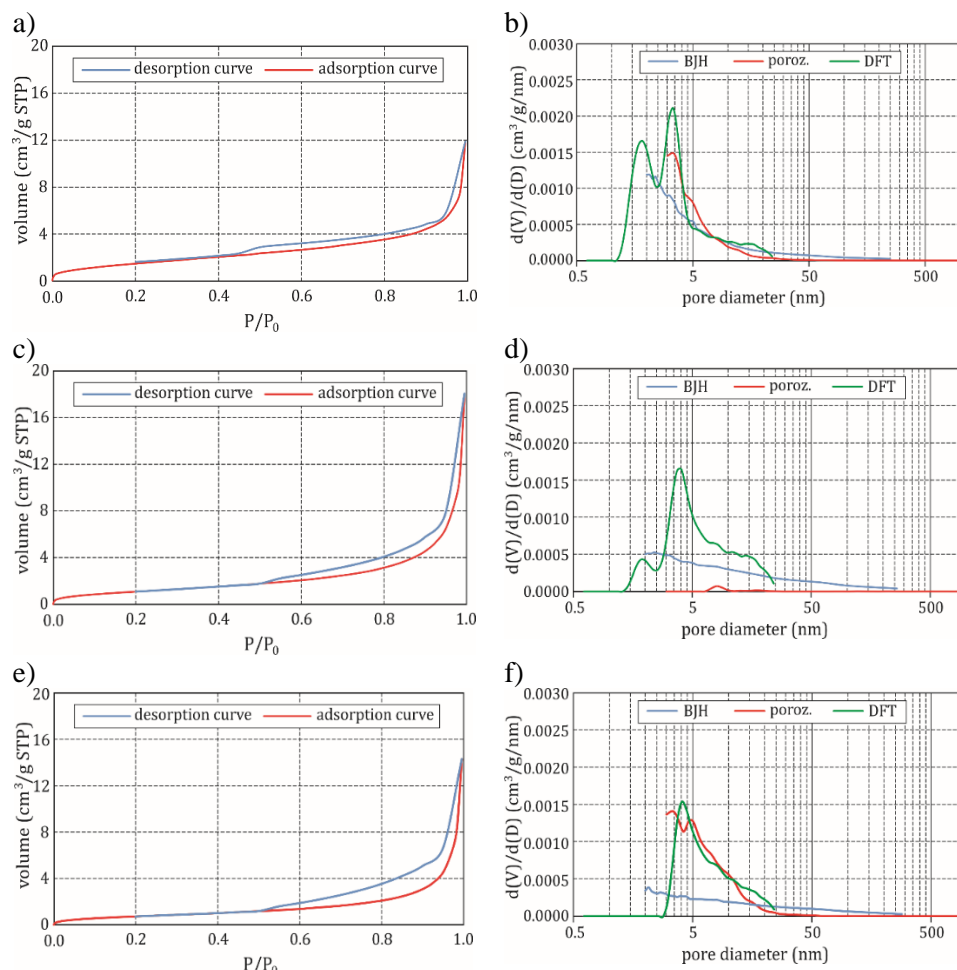 a)
b)
20
16
12
8
4
0
volume (cm³/g STP)
desorption curve adsorption curve
0.0 0.2 0.4 0.6 0.8 1.0
P/P₀
0.0030
0.0025
0.0020
0.0015
0.0010
0.0005
0.0000
d(V)/d(D) (cm³/g/nm)
BJH poroz. DFT
0.5 5 50 500
pore diameter (nm)
c)
d)
20
16
12
8
4
0
volume (cm³/g STP)
desorption curve adsorption curve
0.0 0.2 0.4 0.6 0.8 1.0
P/P₀
0.0030
0.0025
0.0020
0.0015
0.0010
0.0005
0.0000
d(V)/d(D) (cm³/g/nm)
BJH poroz. DFT
0.5 5 50 500
pore diameter (nm)
e)
f)
20
16
12
8
4
0
volume (cm³/g STP)
desorption curve adsorption curve
0.0 0.2 0.4 0.6 0.8 1.0
P/P₀
0.0030
0.0025
0.0020
0.0015
0.0010
0.0005
0.0000
d(V)/d(D) (cm³/g/nm)
BJH poroz. DFT
0.5 5 50 500
pore diameter (nm)